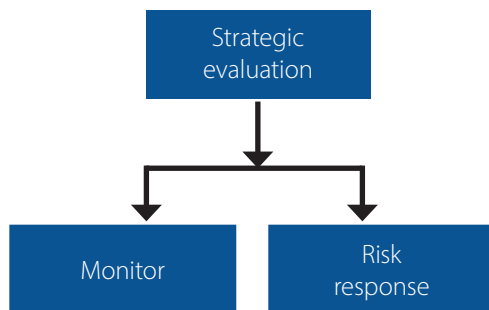 Strategic
evaluation
Monitor
Risk
response